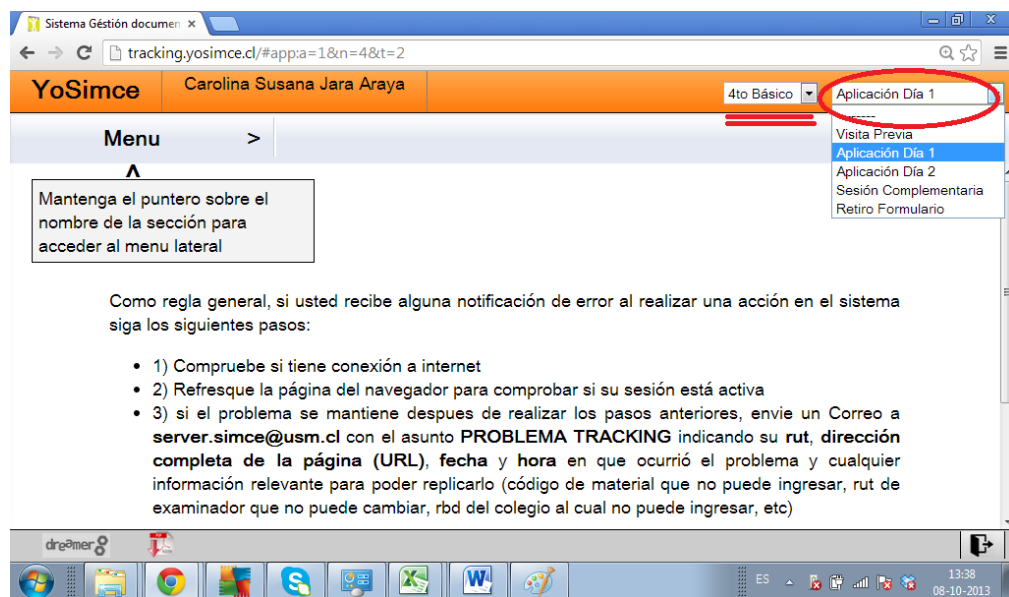 Sistema Géstión documen ×
tracking.yosimce.cl/#app:a=1&n=4&t=2
YoSimce
Carolina Susana Jara Araya
4to Básico
Aplicación Día 1
-------
Visita Previa
Aplicación Día 1
Aplicación Día 2
Sesión Complementaria
Retiro Formulario
Menu >
Mantenga el puntero sobre el
nombre de la sección para
acceder al menu lateral
Como regla general, si usted recibe alguna notificación de error al realizar una acción en el sistema
siga los siguientes pasos:
• 1) Compruebe si tiene conexión a internet
• 2) Refresque la página del navegador para comprobar si su sesión está activa
• 3) si el problema se mantiene despues de realizar los pasos anteriores, envie un Correo a
server.simce@usm.cl con el asunto PROBLEMA TRACKING indicando su rut, dirección
completa de la página (URL), fecha y hora en que ocurrió el problema y cualquier
información relevante para poder replicarlo (código de material que no puede ingresar, rut de
examinador que no puede cambiar, rbd del colegio al cual no puede ingresar, etc)
dreamer
ES
13:38
08-10-2013